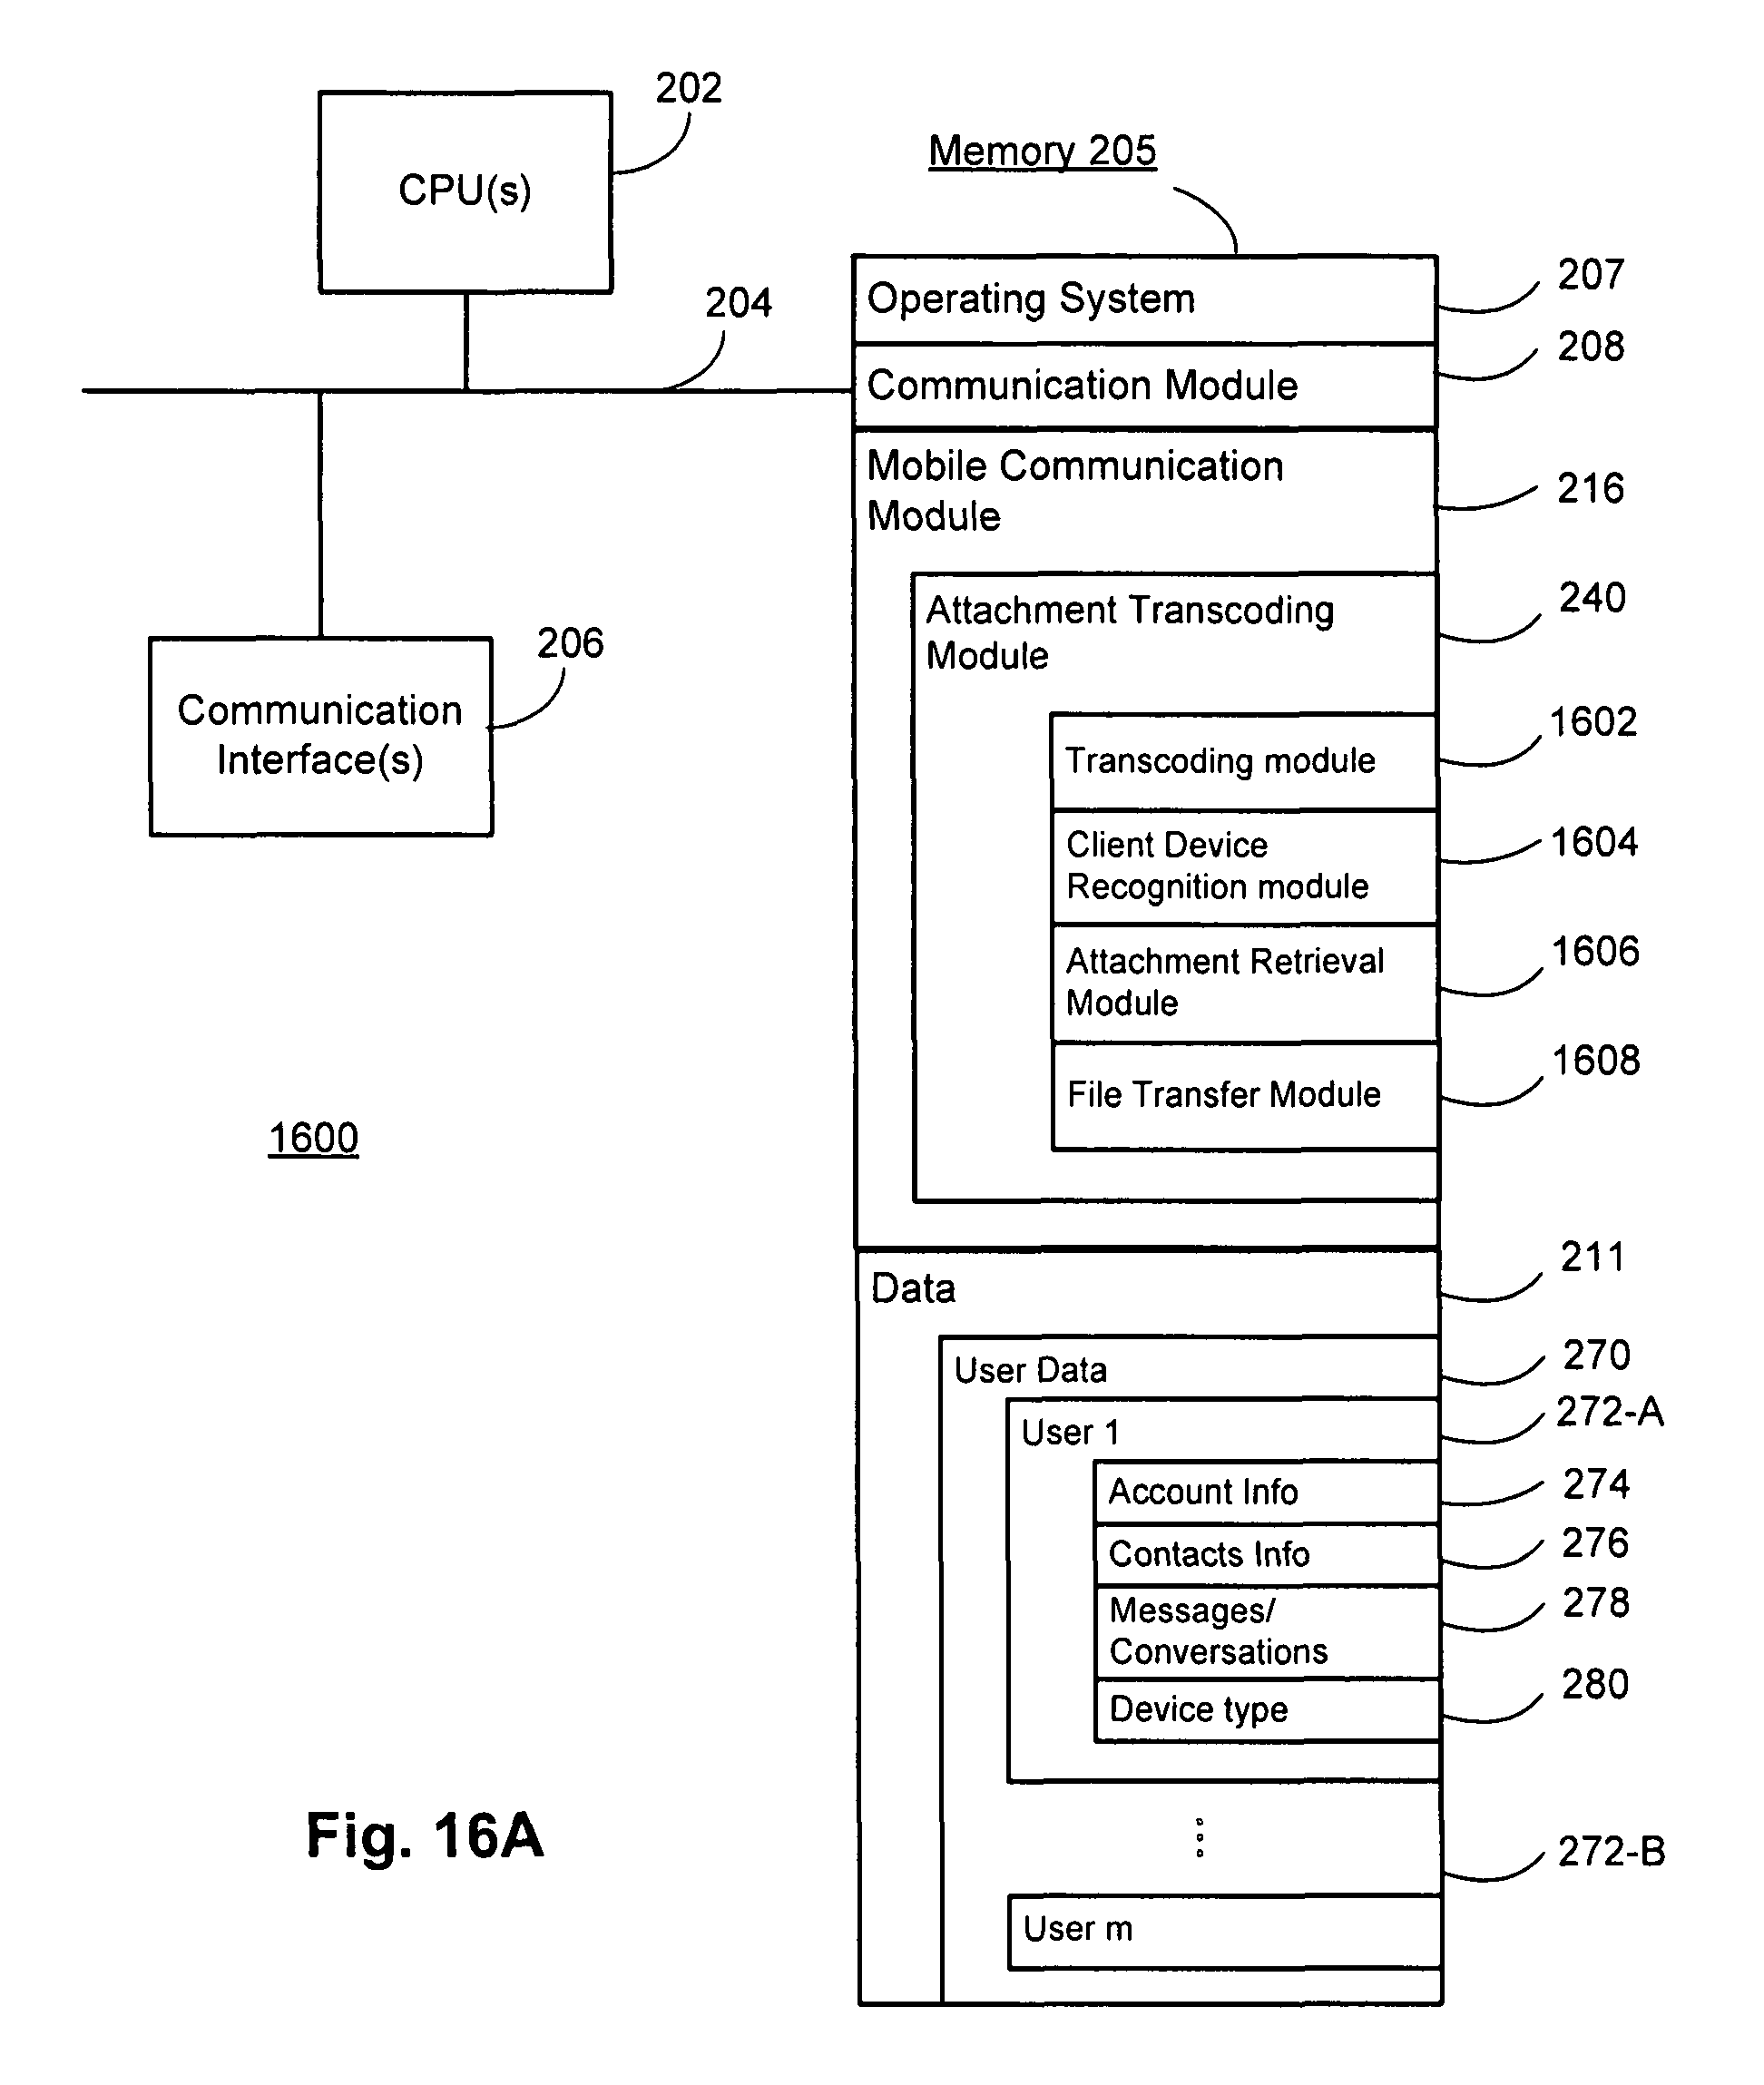 202
CPU(s)
Memory 205
204
Operating System
207
Communication Module
208
Mobile Communication
Module
216
Attachment Transcoding
Module
240
206
Communication
Interface(s)
Transcoding module
1602
Client Device
Recognition module
1604
Attachment Retrieval
Module
1606
File Transfer Module
1608
1600
Data
211
User Data
270
User 1
272-A
Account Info
274
Contacts Info
276
Messages/
Conversations
278
Device type
280
272-B
User m
Fig. 16A